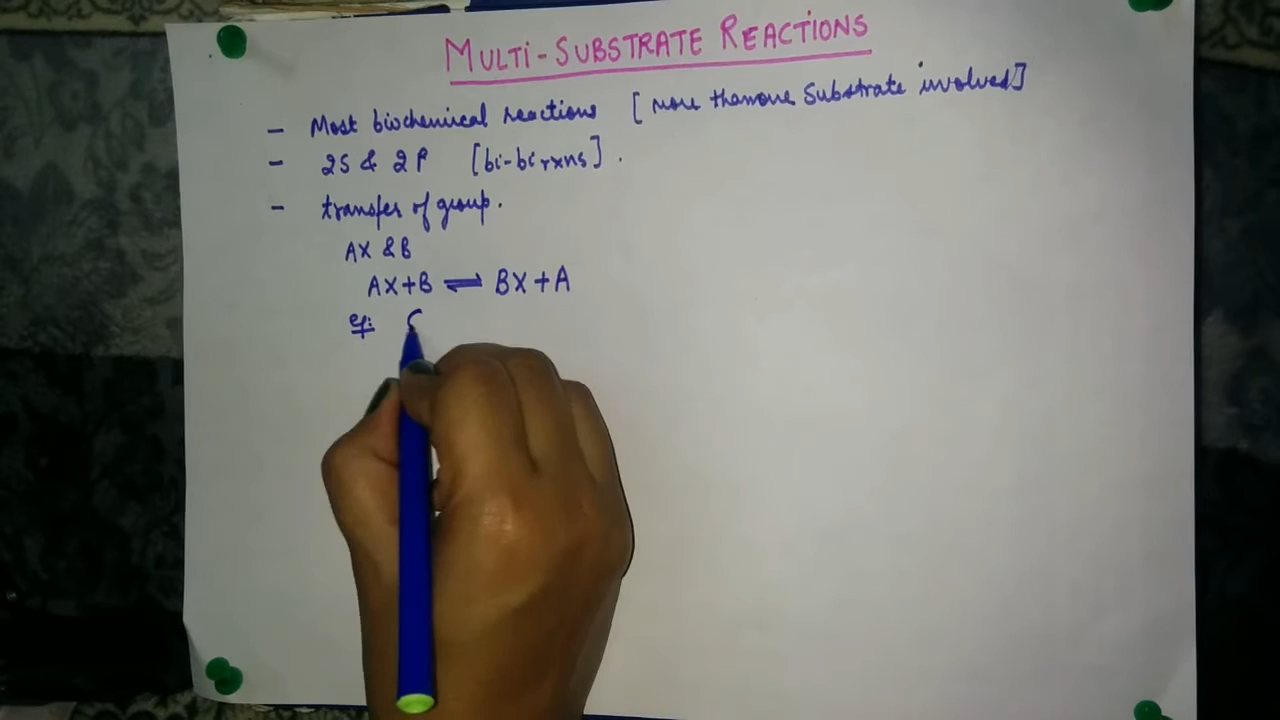 MULTI-SUBSTRATE REACTIONS
- Most biochemical reactions [more than one substrate involved]
- 2S & 2P [bi-bi rxns].
- transfer of group.
AX & B
AX+B ⇌ BX+A
eg: